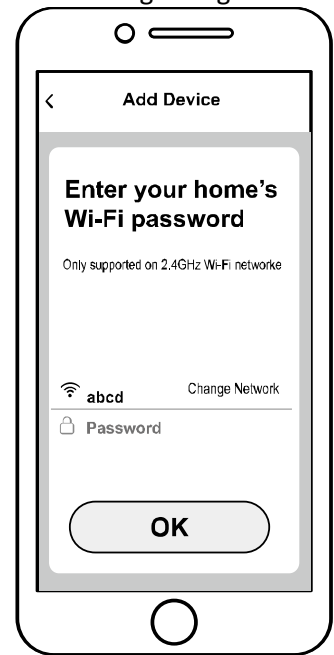 Add Device
Enter your home's
Wi-Fi password
Only supported on 2.4GHz Wi-Fi networke
abcd Change Network
Password
OK